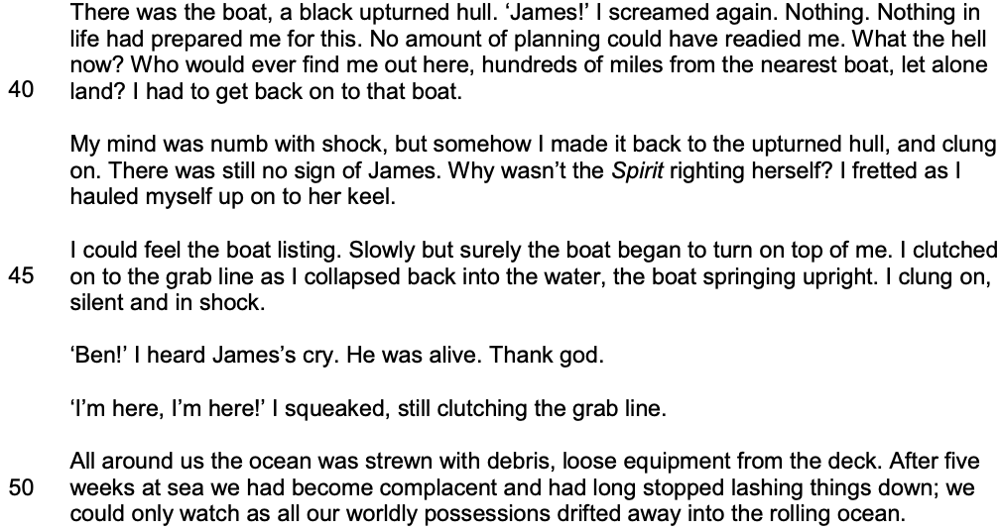 There was the boat, a black upturned hull. ‘James!’ I screamed again. Nothing. Nothing in
life had prepared me for this. No amount of planning could have readied me. What the hell
now? Who would ever find me out here, hundreds of miles from the nearest boat, let alone
40 land? I had to get back on to that boat.
My mind was numb with shock, but somehow I made it back to the upturned hull, and clung
on. There was still no sign of James. Why wasn’t the Spirit righting herself? I fretted as I
hauled myself up on to her keel.
I could feel the boat listing. Slowly but surely the boat began to turn on top of me. I clutched
45 on to the grab line as I collapsed back into the water, the boat springing upright. I clung on,
silent and in shock.
‘Ben!’ I heard James’s cry. He was alive. Thank god.
‘I’m here, I’m here!’ I squeaked, still clutching the grab line.
All around us the ocean was strewn with debris, loose equipment from the deck. After five
50 weeks at sea we had become complacent and had long stopped lashing things down; we
could only watch as all our worldly possessions drifted away into the rolling ocean.